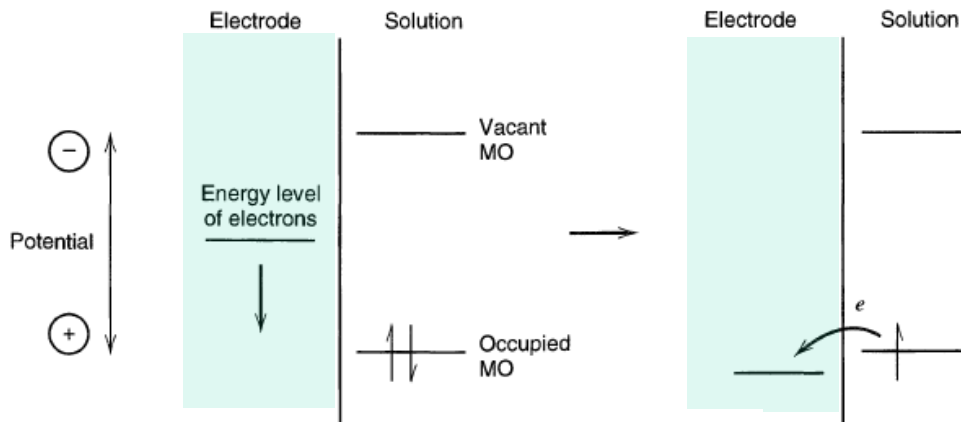 Electrode
Solution
Electrode
Solution
−
Vacant
MO
Energy level
of electrons
Potential
e
+
Occupied
MO